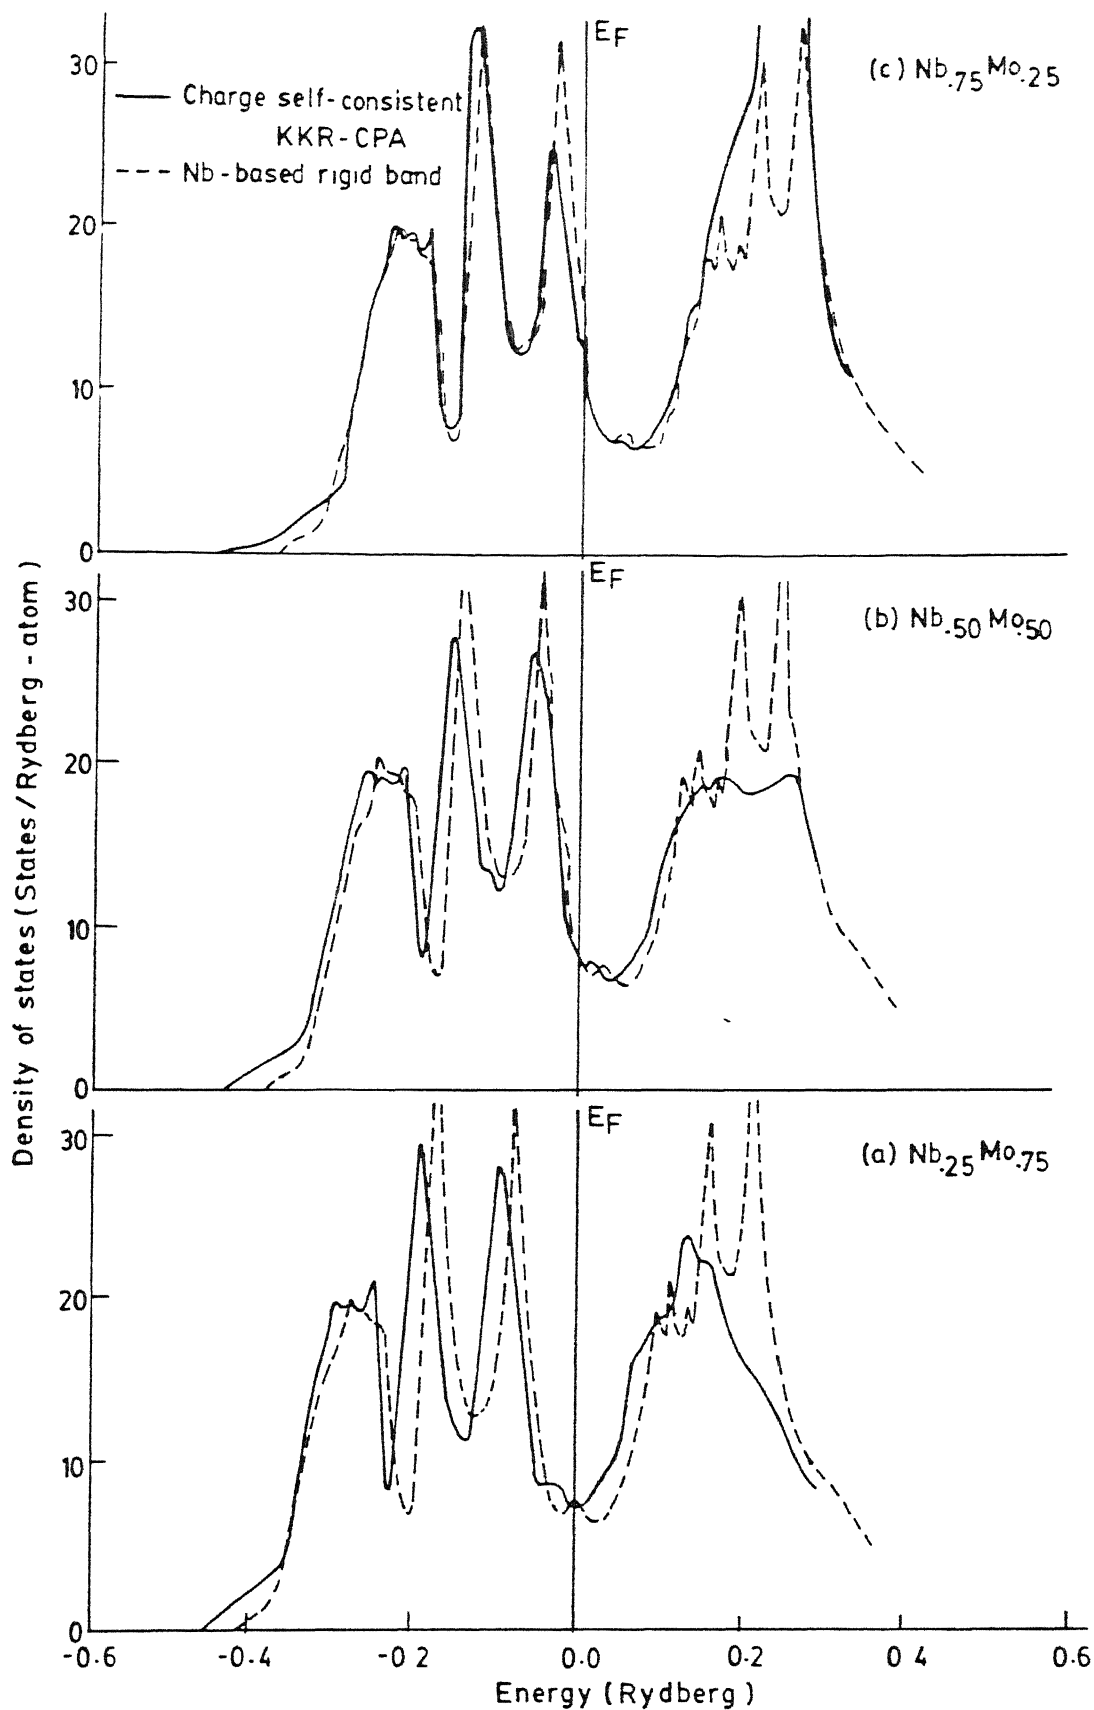 E_F
(c) Nb.75Mo.25
30
Charge self-consistent
KKR-CPA
Nb-based rigid band
20
10
0
E_F
(b) Nb.50Mo.50
30
20
10
0
Density of states (States/Rydberg-atom)
E_F
(a) Nb.25Mo.75
30
20
10
0
-0.6 -0.4 -0.2 0.0 0.2 0 4 0.6
Energy (Rydberg)